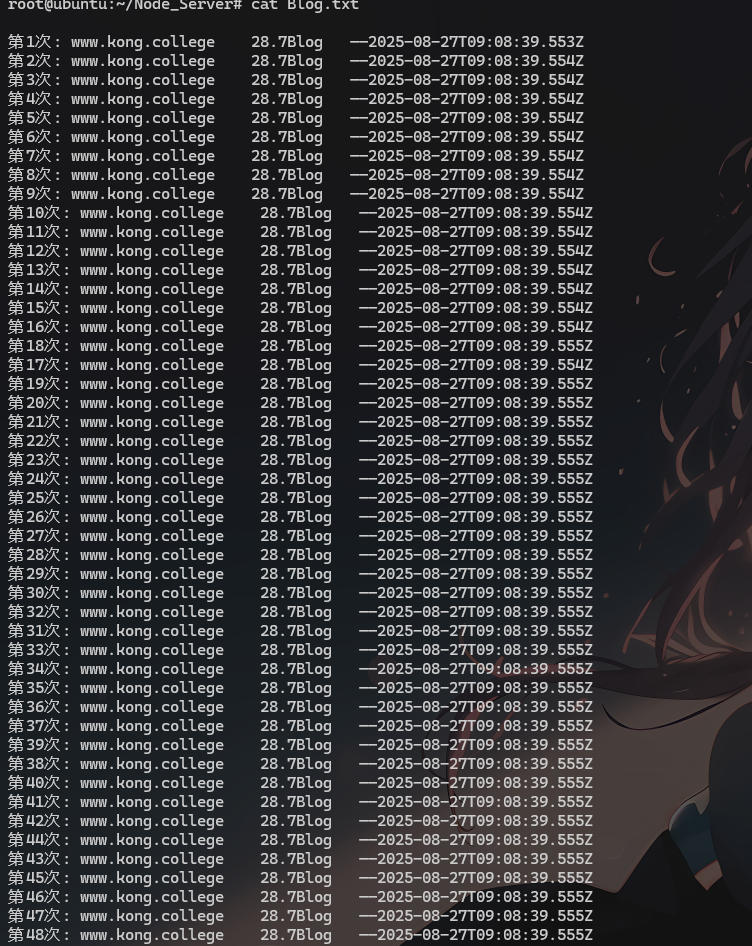 root@ubuntu:~/Node_Server# cat Blog.txt
第1次: www.kong.college    28.7Blog   ——2025-08-27T09:08:39.553Z
第2次: www.kong.college    28.7Blog   ——2025-08-27T09:08:39.554Z
第3次: www.kong.college    28.7Blog   ——2025-08-27T09:08:39.554Z
第4次: www.kong.college    28.7Blog   ——2025-08-27T09:08:39.554Z
第5次: www.kong.college    28.7Blog   ——2025-08-27T09:08:39.554Z
第6次: www.kong.college    28.7Blog   ——2025-08-27T09:08:39.554Z
第7次: www.kong.college    28.7Blog   ——2025-08-27T09:08:39.554Z
第8次: www.kong.college    28.7Blog   ——2025-08-27T09:08:39.554Z
第9次: www.kong.college    28.7Blog   ——2025-08-27T09:08:39.554Z
第10次: www.kong.college    28.7Blog   ——2025-08-27T09:08:39.554Z
第11次: www.kong.college    28.7Blog   ——2025-08-27T09:08:39.554Z
第12次: www.kong.college    28.7Blog   ——2025-08-27T09:08:39.554Z
第13次: www.kong.college    28.7Blog   ——2025-08-27T09:08:39.554Z
第14次: www.kong.college    28.7Blog   ——2025-08-27T09:08:39.554Z
第15次: www.kong.college    28.7Blog   ——2025-08-27T09:08:39.554Z
第16次: www.kong.college    28.7Blog   ——2025-08-27T09:08:39.554Z
第18次: www.kong.college    28.7Blog   ——2025-08-27T09:08:39.555Z
第17次: www.kong.college    28.7Blog   ——2025-08-27T09:08:39.554Z
第19次: www.kong.college    28.7Blog   ——2025-08-27T09:08:39.555Z
第20次: www.kong.college    28.7Blog   ——2025-08-27T09:08:39.555Z
第21次: www.kong.college    28.7Blog   ——2025-08-27T09:08:39.555Z
第22次: www.kong.college    28.7Blog   ——2025-08-27T09:08:39.555Z
第23次: www.kong.college    28.7Blog   ——2025-08-27T09:08:39.555Z
第24次: www.kong.college    28.7Blog   ——2025-08-27T09:08:39.555Z
第25次: www.kong.college    28.7Blog   ——2025-08-27T09:08:39.555Z
第26次: www.kong.college    28.7Blog   ——2025-08-27T09:08:39.555Z
第27次: www.kong.college    28.7Blog   ——2025-08-27T09:08:39.555Z
第28次: www.kong.college    28.7Blog   ——2025-08-27T09:08:39.555Z
第29次: www.kong.college    28.7Blog   ——2025-08-27T09:08:39.555Z
第30次: www.kong.college    28.7Blog   ——2025-08-27T09:08:39.555Z
第32次: www.kong.college    28.7Blog   ——2025-08-27T09:08:39.555Z
第31次: www.kong.college    28.7Blog   ——2025-08-27T09:08:39.555Z
第33次: www.kong.college    28.7Blog   ——2025-08-27T09:08:39.555Z
第34次: www.kong.college    28.7Blog   ——2025-08-27T09:08:39.555Z
第35次: www.kong.college    28.7Blog   ——2025-08-27T09:08:39.555Z
第36次: www.kong.college    28.7Blog   ——2025-08-27T09:08:39.555Z
第37次: www.kong.college    28.7Blog   ——2025-08-27T09:08:39.555Z
第39次: www.kong.college    28.7Blog   ——2025-08-27T09:08:39.555Z
第38次: www.kong.college    28.7Blog   ——2025-08-27T09:08:39.555Z
第40次: www.kong.college    28.7Blog   ——2025-08-27T09:08:39.555Z
第41次: www.kong.college    28.7Blog   ——2025-08-27T09:08:39.555Z
第42次: www.kong.college    28.7Blog   ——2025-08-27T09:08:39.555Z
第44次: www.kong.college    28.7Blog   ——2025-08-27T09:08:39.555Z
第43次: www.kong.college    28.7Blog   ——2025-08-27T09:08:39.555Z
第45次: www.kong.college    28.7Blog   ——2025-08-27T09:08:39.555Z
第46次: www.kong.college    28.7Blog   ——2025-08-27T09:08:39.555Z
第47次: www.kong.college    28.7Blog   ——2025-08-27T09:08:39.555Z
第48次: www.kong.college    28.7Blog   ——2025-08-27T09:08:39.555Z